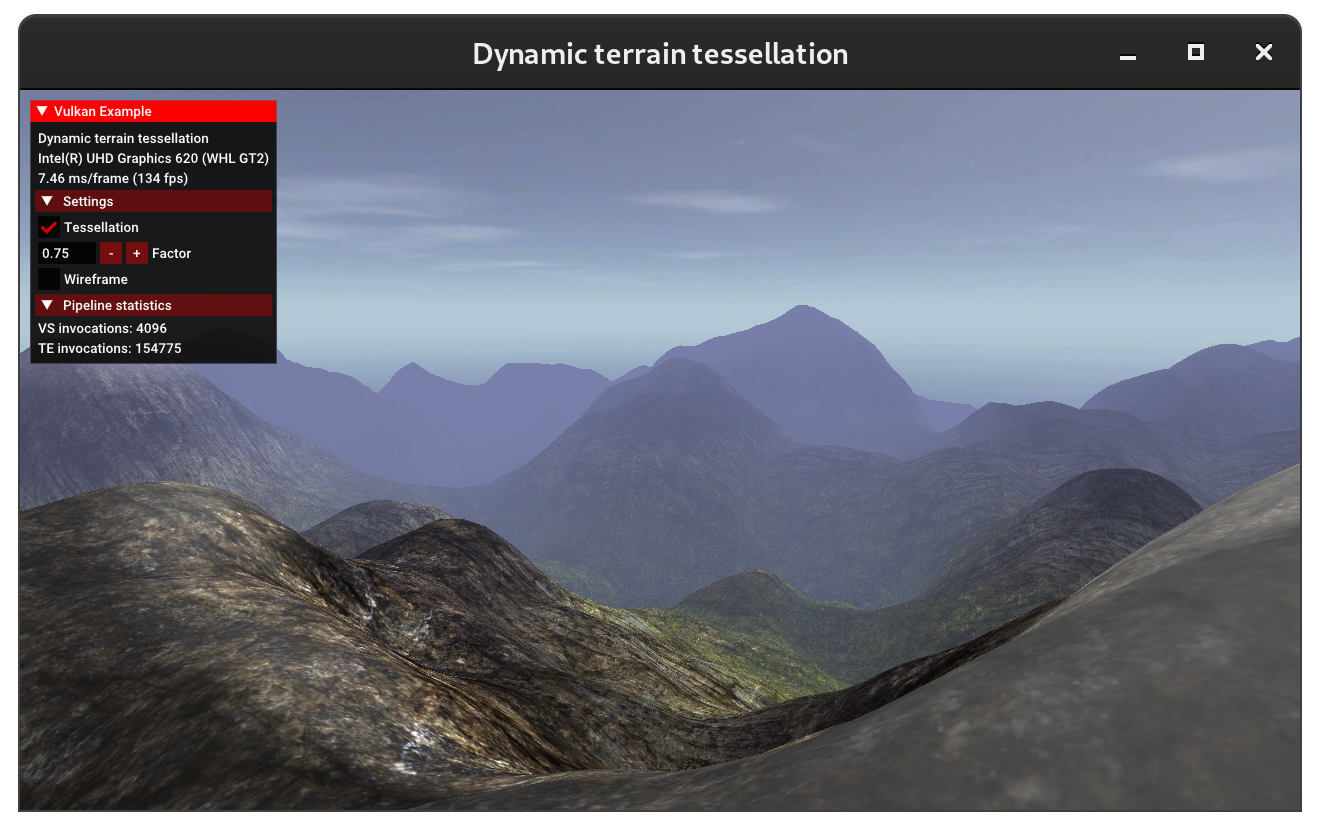 Dynamic terrain tessellation
Vulkan Example
Dynamic terrain tessellation
Intel(R) UHD Graphics 620 (WHL GT2)
7.46 ms/frame (134 fps)
Settings
Tessellation
0.75 - + Factor
Wireframe
Pipeline statistics
VS invocations: 4096
TE invocations: 154775